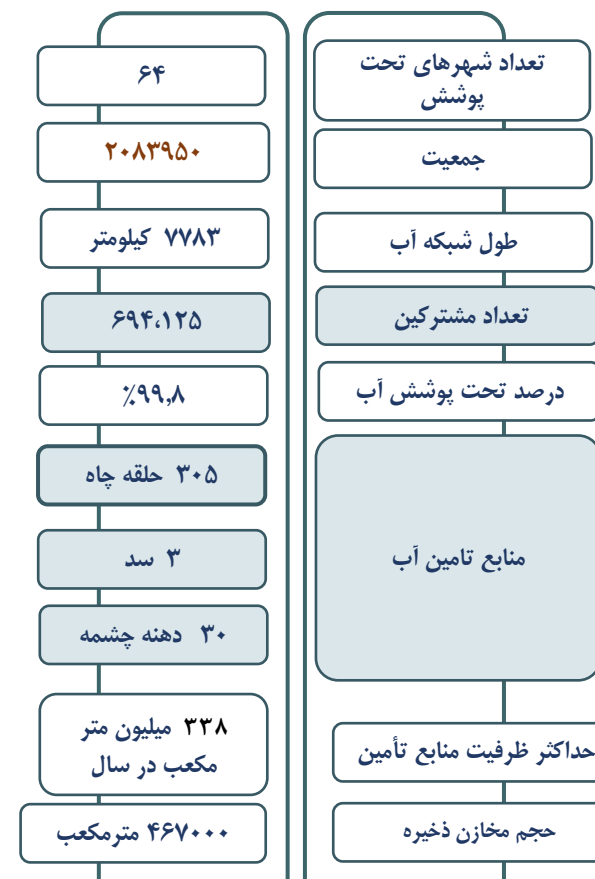 تعداد شهرهای تحت
پوشش
۶۴
جمعیت
۲۰۸۳۹۵۰
طول شبکه آب
۷۷۸۳ کیلومتر
تعداد مشترکین
۶۹۴،۱۲۵
درصد تحت پوشش آب
٪۹۹,۸
منابع تامین آب
۳۰۵ حلقه چاه
۳ سد
۳۰ دهنه چشمه
حداکثر ظرفیت منابع تأمین
۳۳۸ میلیون متر
مکعب در سال
حجم مخازن ذخیره
۴۶۷۰۰۰ مترمکعب